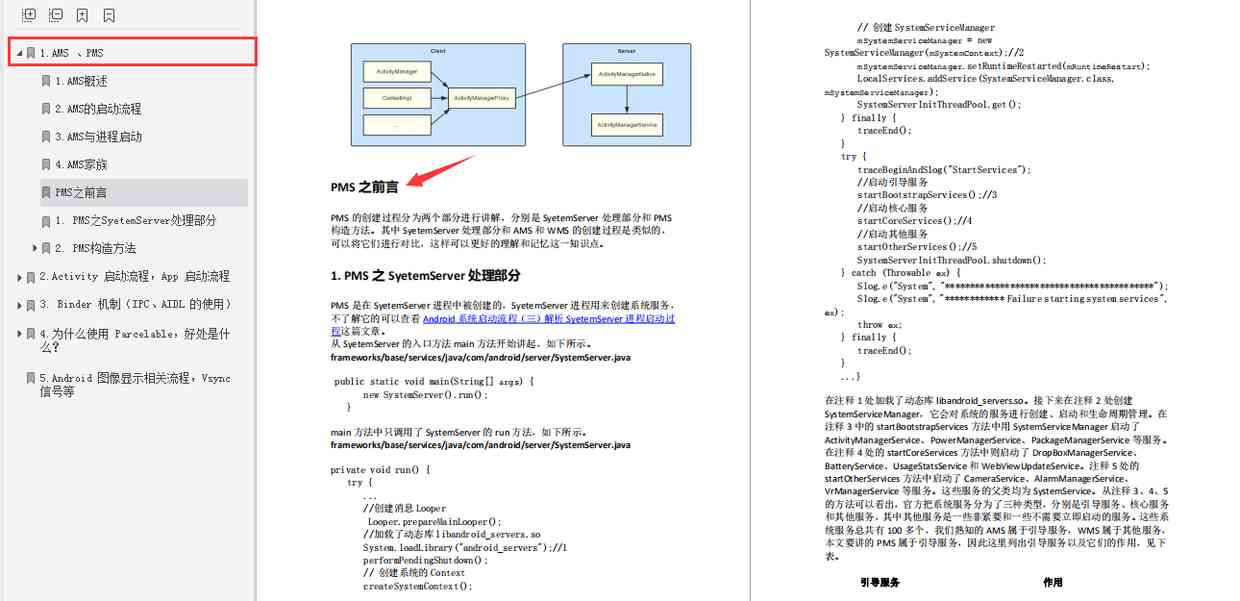 1.AMS 、PMS
1.AMS概述
2.AMS的启动流程
3.AMS与进程启动
4.AMS家族
PMS之前言
1. PMS之SyetemServer处理部分
2. PMS构造方法
2.Activity 启动流程，App 启动流程
3. Binder 机制（IPC、AIDL 的使用）
4.为什么使用 Parcelable，好处是什
么？
5.Android 图像显示相关流程，Vsync
信号等
Client
ActivityManager
ContextImpl
...
ActivityManagerProxy
Server
ActivityManagerNative
ActivityManagerService
PMS 之前言
PMS 的创建过程分为两个部分进行讲解，分别是 SyetemServer 处理部分和 PMS
构造方法。其中 SyetemServer 处理部分和 AMS 和 WMS 的创建过程是类似的，
可以将它们进行对比，这样可以更好的理解和记忆这一知识点。
1. PMS 之 SyetemServer 处理部分
PMS 是在 SyetemServer 进程中被创建的，SyetemServer 进程用来创建系统服务，
不了解它的可以查看 Android 系统启动流程（三）解析 SyetemServer 进程启动过
程这篇文章。
从 SyetemServer 的入口方法 main 方法开始讲起，如下所示。
frameworks/base/services/java/com/android/server/SystemServer.java
public static void main(String[] args) {
new SystemServer().run();
}
main 方法中只调用了 SystemServer 的 run 方法，如下所示。
frameworks/base/services/java/com/android/server/SystemServer.java
private void run() {
try {
...
//创建消息 Looper
Looper.prepareMainLooper();
//加载了动态库 libandroid_servers.so
System.loadLibrary("android_servers");//1
performPendingShutdown();
// 创建系统的 Context
createSystemContext();
// 创建 SystemServiceManager
mSystemServiceManager = new
SystemServiceManager(mSystemContext);//2
mSystemServiceManager.setRuntimeRestarted(mRuntimeRestart);
LocalServices.addService(SystemServiceManager.class,
mSystemServiceManager);
SystemServerInitThreadPool.get();
} finally {
traceEnd();
}
try {
traceBeginAndSlog("StartServices");
//启动引导服务
startBootstrapServices();//3
//启动核心服务
startCoreServices();//4
//启动其他服务
startOtherServices();//5
SystemServerInitThreadPool.shutdown();
} catch (Throwable ex) {
Slog.e("System", "******************************************");
Slog.e("System", "************ Failure starting system services",
ex);
throw ex;
} finally {
traceEnd();
}
...}
在注释 1 处加载了动态库 libandroid_servers.so。接下来在注释 2 处创建
SystemServiceManager，它会对系统的服务进行创建、启动和生命周期管理。在
注释 3 中的 startBootstrapServices 方法中用 SystemServiceManager 启动了
ActivityManagerService、PowerManagerService、PackageManagerService 等服务。
在注释 4 处的 startCoreServices 方法中则启动了 DropBoxManagerService、
BatteryService、UsageStatsService 和 WebViewUpdateService。注释 5 处的
startOtherServices 方法中启动了 CameraService、AlarmManagerService、
VrManagerService 等服务。这些服务的父类均为 SystemService。从注释 3、4、5
的方法可以看出，官方把系统服务分为了三种类型，分别是引导服务、核心服务
和其他服务，其中其他服务是一些非紧要和一些不需要立即启动的服务。这些系
统服务总共有 100 多个，我们熟知的 AMS 属于引导服务，WMS 属于其他服务，
本文要讲的 PMS 属于引导服务，因此这里列出引导服务以及它们的作用，见下
表。
引导服务 作用